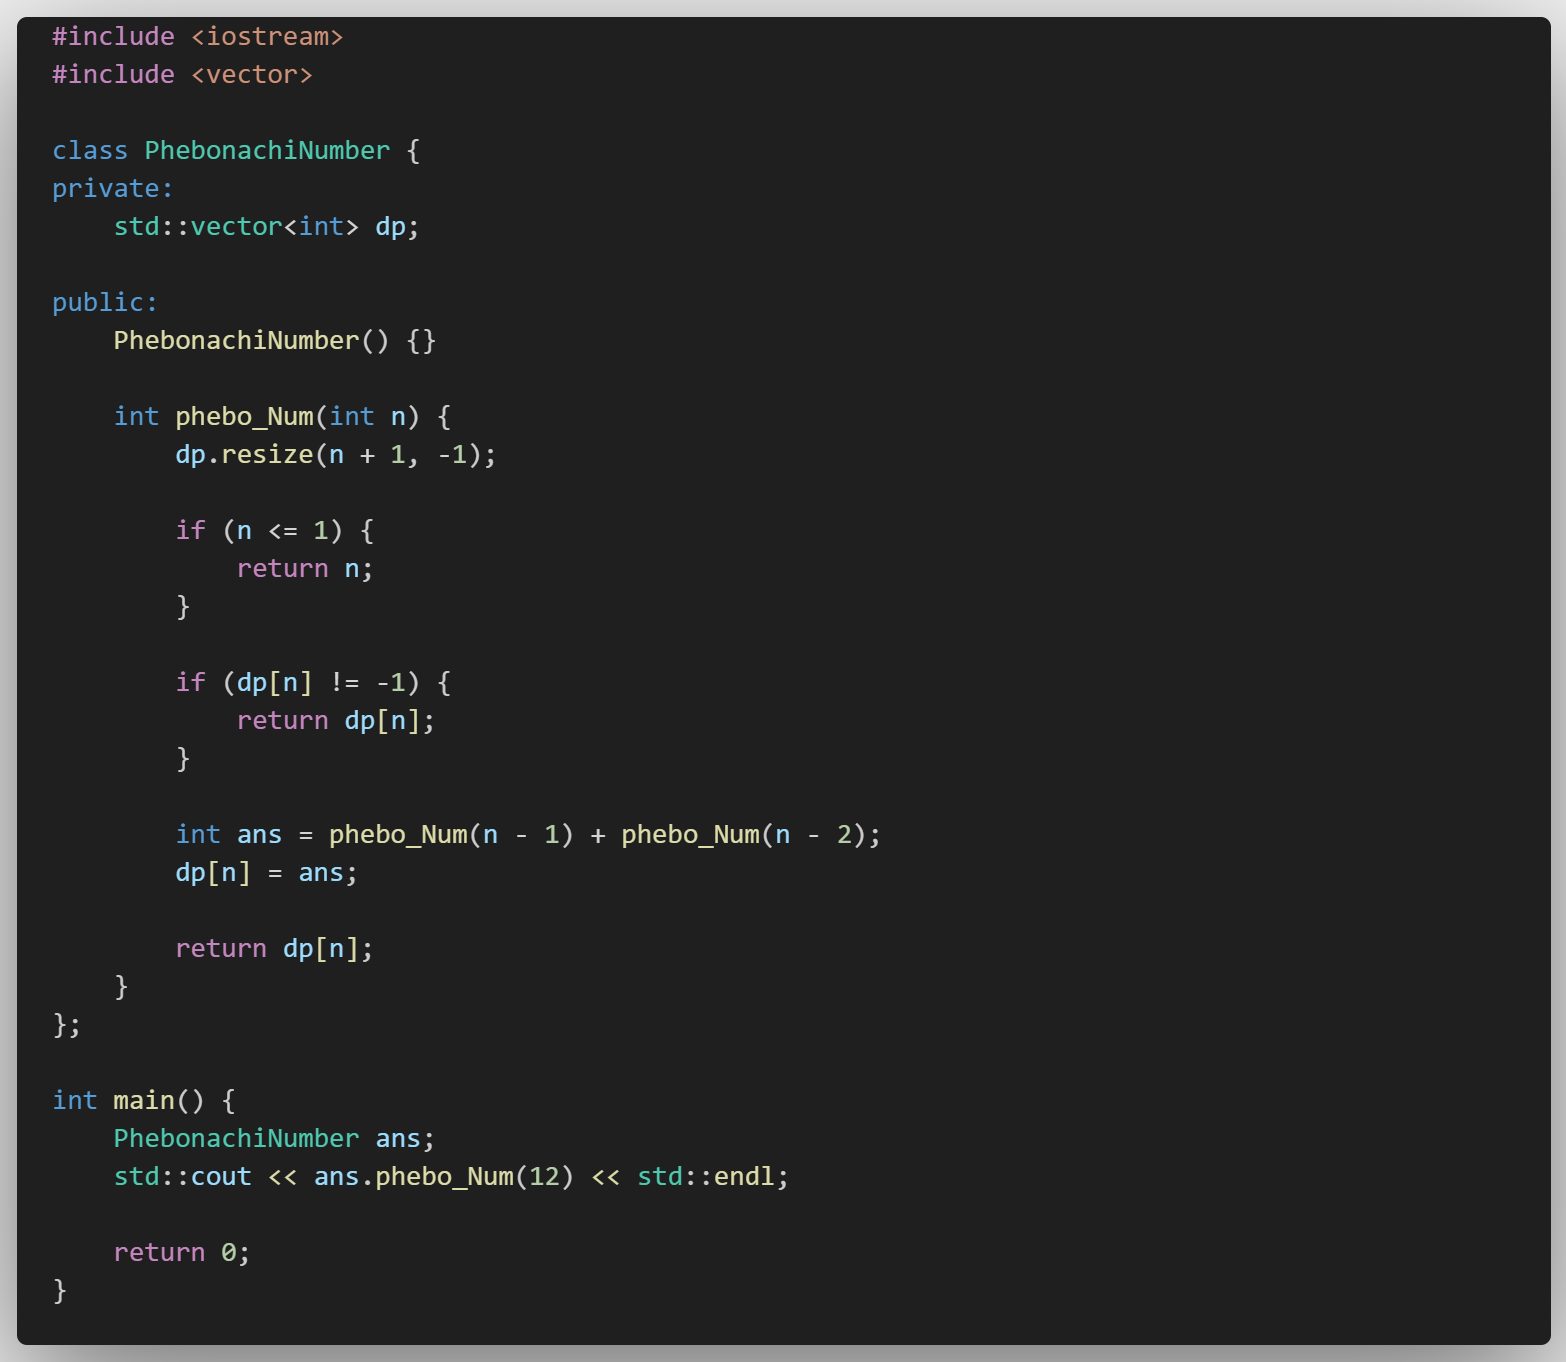 #include <iostream>
#include <vector>

class PhebonachiNumber {
private:
    std::vector<int> dp;

public:
    PhebonachiNumber() {}

    int phebo_Num(int n) {
        dp.resize(n + 1, -1);

        if (n <= 1) {
            return n;
        }

        if (dp[n] != -1) {
            return dp[n];
        }

        int ans = phebo_Num(n - 1) + phebo_Num(n - 2);
        dp[n] = ans;

        return dp[n];
    }
};

int main() {
    PhebonachiNumber ans;
    std::cout << ans.phebo_Num(12) << std::endl;

    return 0;
}